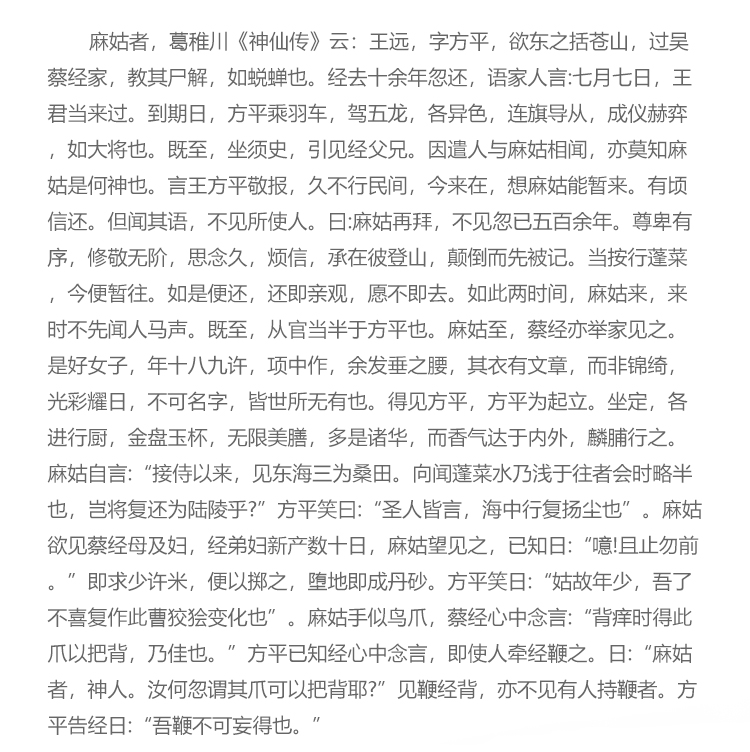 麻姑者，葛稚川《神仙传》云：王远，字方平，欲东之括苍山，过吴
蔡经家，教其尸解，如蜕蝉也。经去十余年忽还，语家人言:七月七日，王
君当来过。到期日，方平乘羽车，驾五龙，各异色，连旗导从，成仪赫弈
，如大将也。既至，坐须史，引见经父兄。因遣人与麻姑相闻，亦莫知麻
姑是何神也。言王方平敬报，久不行民间，今来在，想麻姑能暂来。有顷
信还。但闻其语，不见所使人。曰:麻姑再拜，不见忽已五百余年。尊卑有
序，修敬无阶，思念久，烦信，承在彼登山，颠倒而先被记。当按行蓬菜
，今便暂往。如是便还，还即亲观，愿不即去。如此两时间，麻姑来，来
时不先闻人马声。既至，从官当半于方平也。麻姑至，蔡经亦举家见之。
是好女子，年十八九许，项中作，余发垂之腰，其衣有文章，而非锦绮，
光彩耀日，不可名字，皆世所无有也。得见方平，方平为起立。坐定，各
进行厨，金盘玉杯，无限美膳，多是诸华，而香气达于内外，麟脯行之。
麻姑自言:“接侍以来，见东海三为桑田。向闻蓬菜水乃浅于往者会时略半
也，岂将复还为陆陵乎?”方平笑曰:“圣人皆言，海中行复扬尘也”。麻姑
欲见蔡经母及妇，经弟妇新产数十日，麻姑望见之，已知日:“噫!且止勿前
。”即求少许米，便以掷之，堕地即成丹砂。方平笑日:“姑故年少，吾了
不喜复作此曹狡狯变化也”。麻姑手似鸟爪，蔡经心中念言:“背痒时得此
爪以把背，乃佳也。”方平已知经心中念言，即使人牵经鞭之。日:“麻姑
者，神人。汝何忽谓其爪可以把背耶?”见鞭经背，亦不见有人持鞭者。方
平告经日:“吾鞭不可妄得也。”